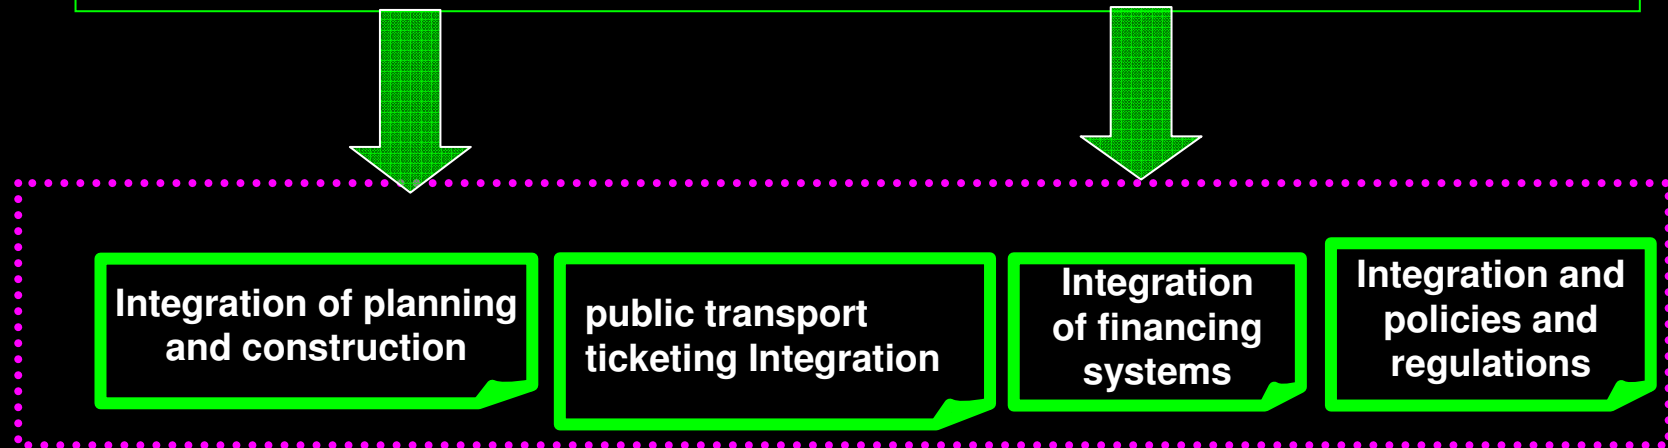 Integration of planning
and construction
public transport
ticketing Integration
Integration
of financing
systems
Integration and
policies and
regulations